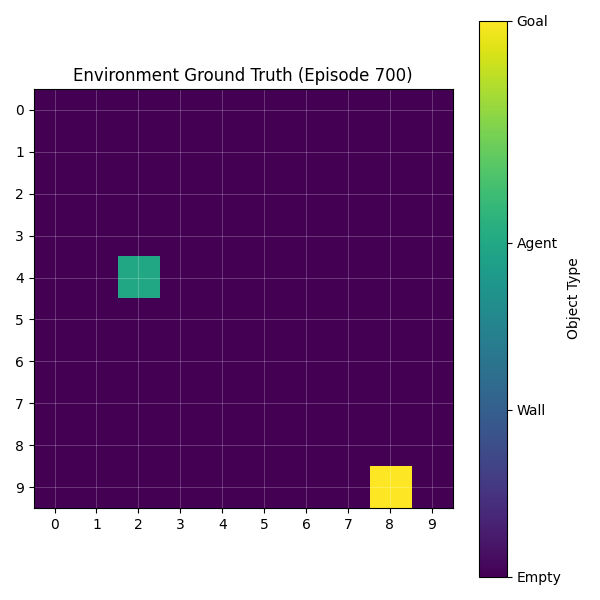 Environment Ground Truth (Episode 700)
0
1
2
3
4
5
6
7
8
9
0 1 2 3 4 5 6 7 8 9
Goal
Agent
Wall
Empty
Object Type